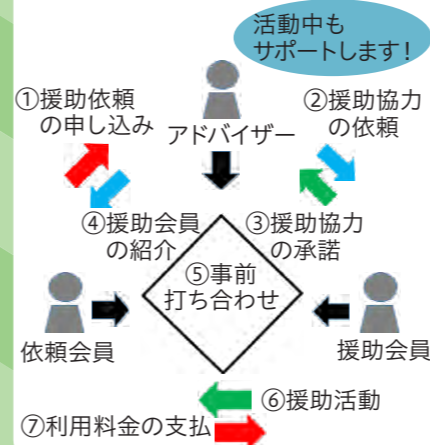 活動中も
サポートします！
①援助依頼
の申し込み
アドバイザー
②援助協力
の依頼
④援助会員
の紹介
③援助協力
の承諾
⑤事前
打ち合わせ
依頼会員
援助会員
⑥援助活動
⑦利用料金の支払